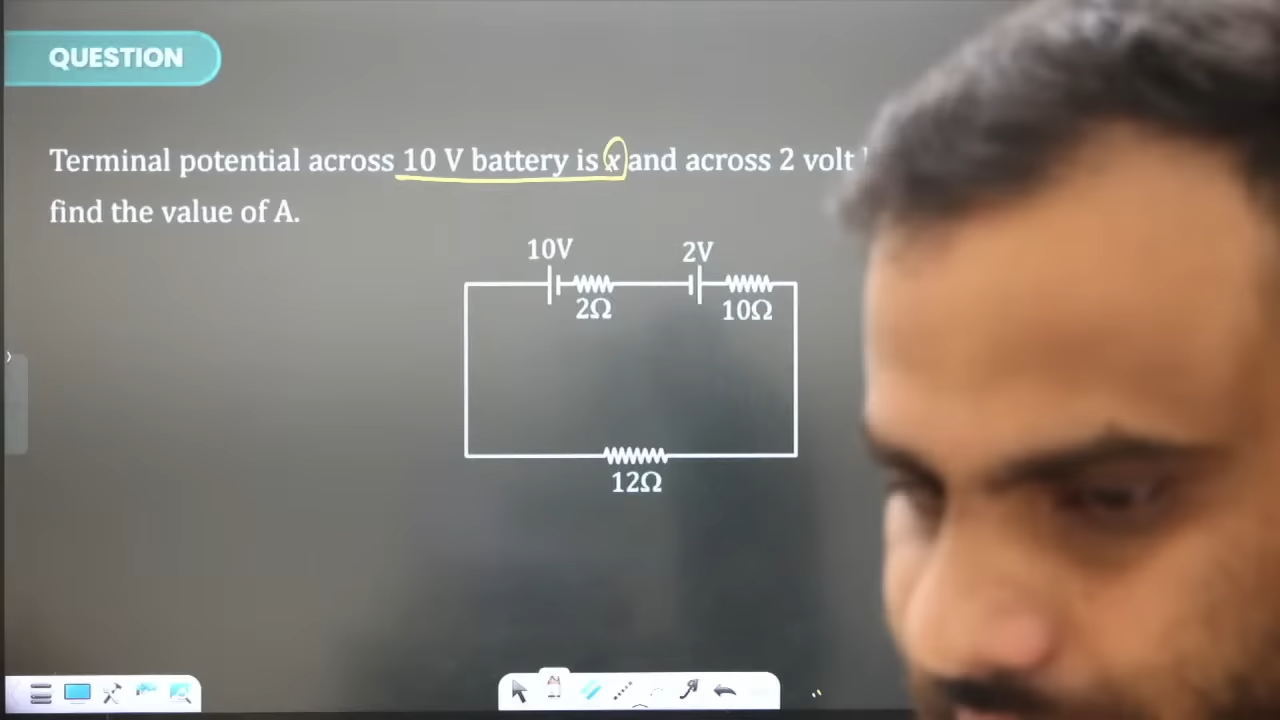 QUESTION
Terminal potential across 10 V battery is x and across 2 volt
find the value of A.
10V
2V
2Ω
10Ω
12Ω